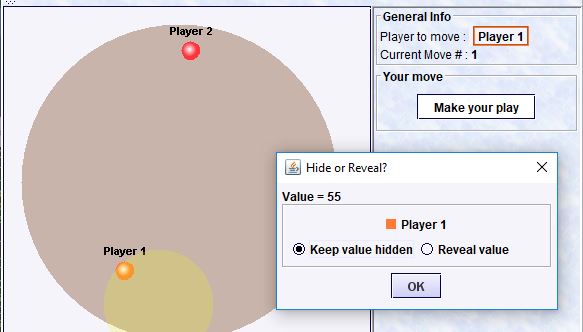 Player 2
Player 1
General Info
Player to move : Player 1
Current Move # : 1
Your move
Make your play
Hide or Reveal?
Value = 55
Player 1
Keep value hidden Reveal value
OK